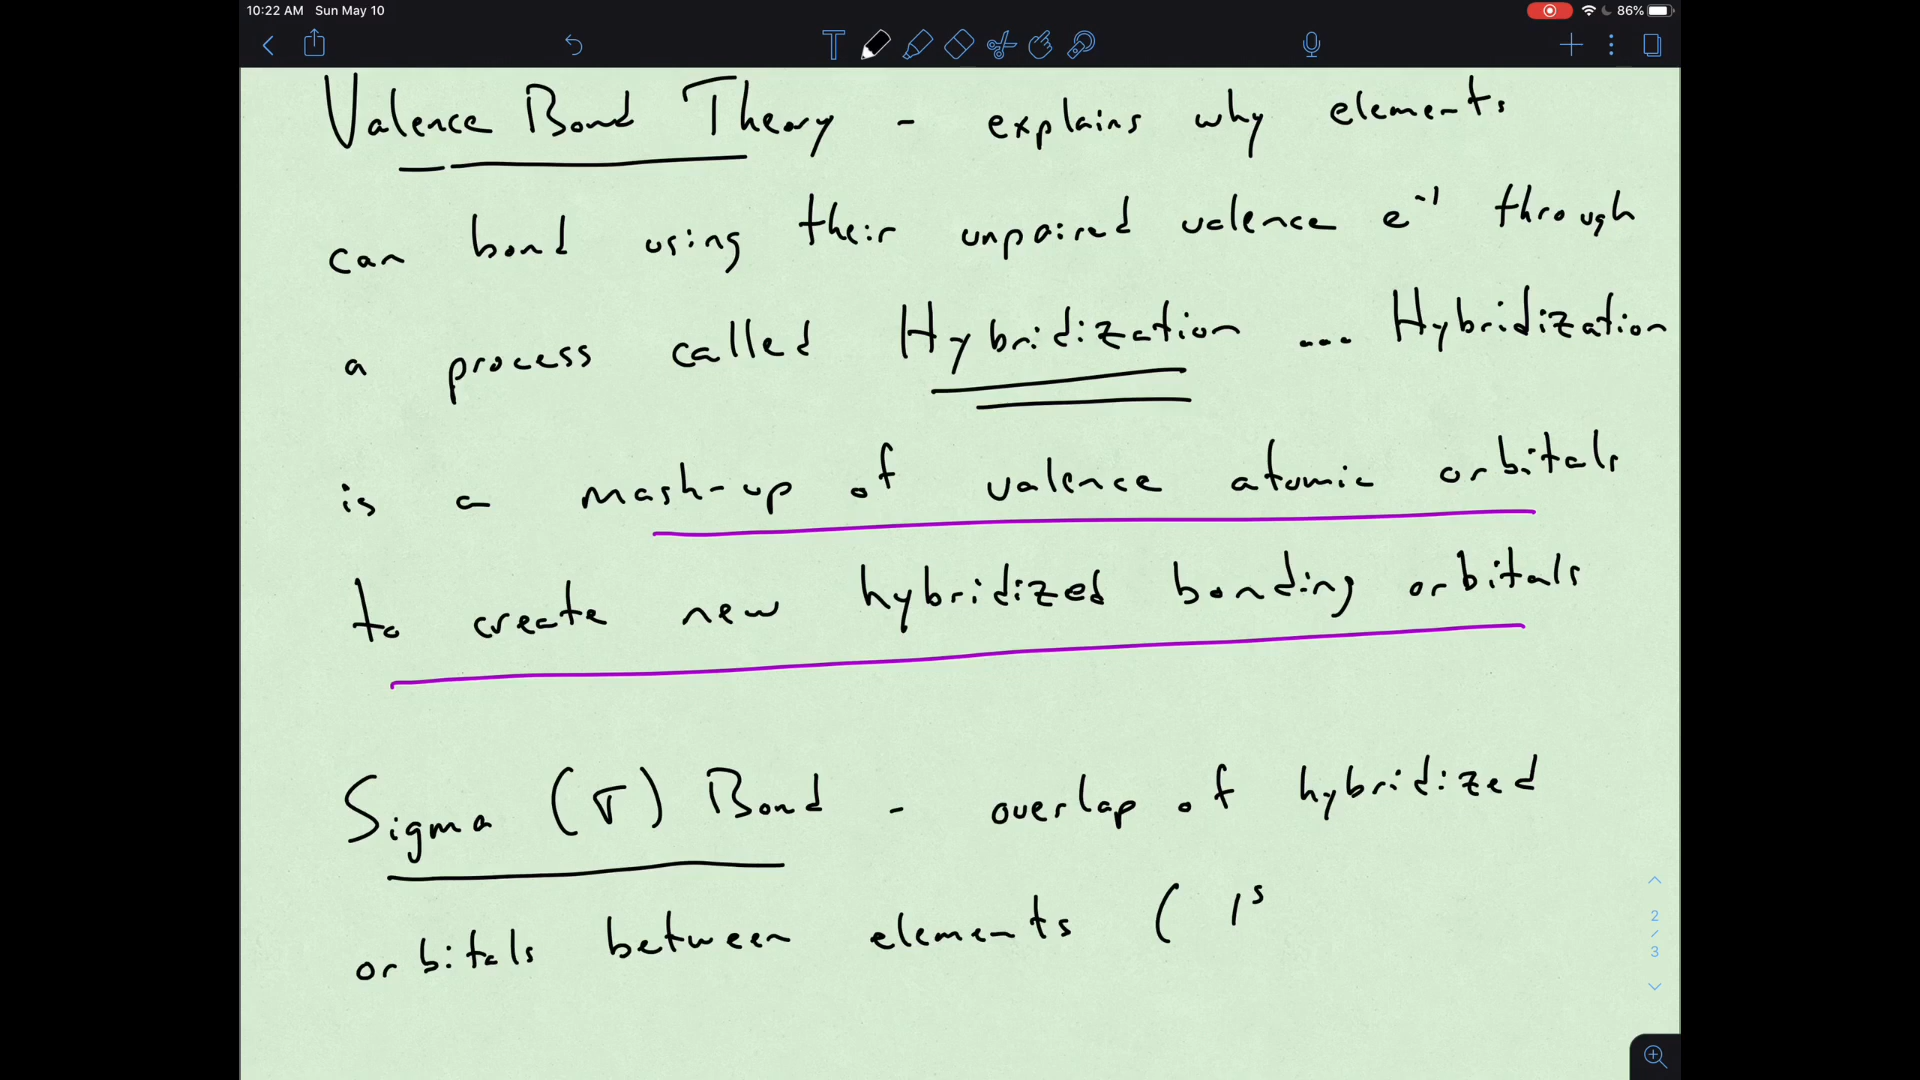 10:22 AM Sun May 10
86%
Valence Bond Theory - explains why elements
can bond using their unpaired valence e⁻¹ through
a process called Hybridization ... Hybridization
is a mash-up of valence atomic orbitals
to create new hybridized bonding orbitals
Sigma (σ) Bond - overlap of hybridized
orbitals between elements ( 1ˢ
2
/
3